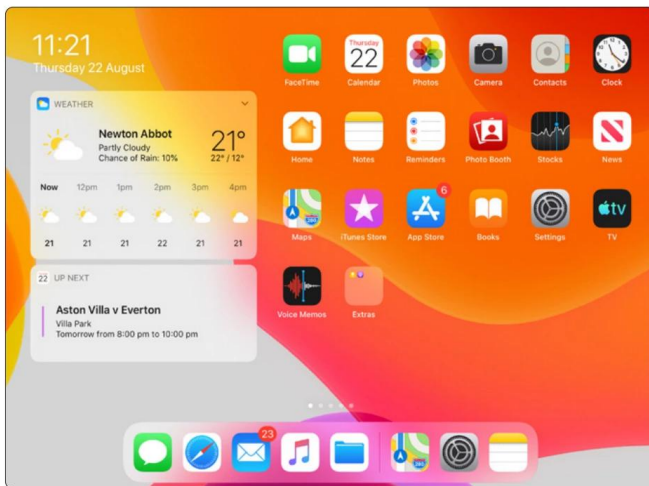 11:21
Thursday 22 August
WEATHER
Newton Abbot
Partly Cloudy
Chance of Rain: 10%
21°
22° / 12°
Now 12pm 1pm 2pm 3pm 4pm
21 21 21 22 21 21
22 UP NEXT
Aston Villa v Everton
Villa Park
Tomorrow from 8:00 pm to 10:00 pm
Thursday
22
FaceTime Calendar Photos Camera Contacts Clock
Home Notes Reminders Photo Booth Stocks News
6
tv
Maps iTunes Store App Store Books Settings TV
Voice Memos Extras
23